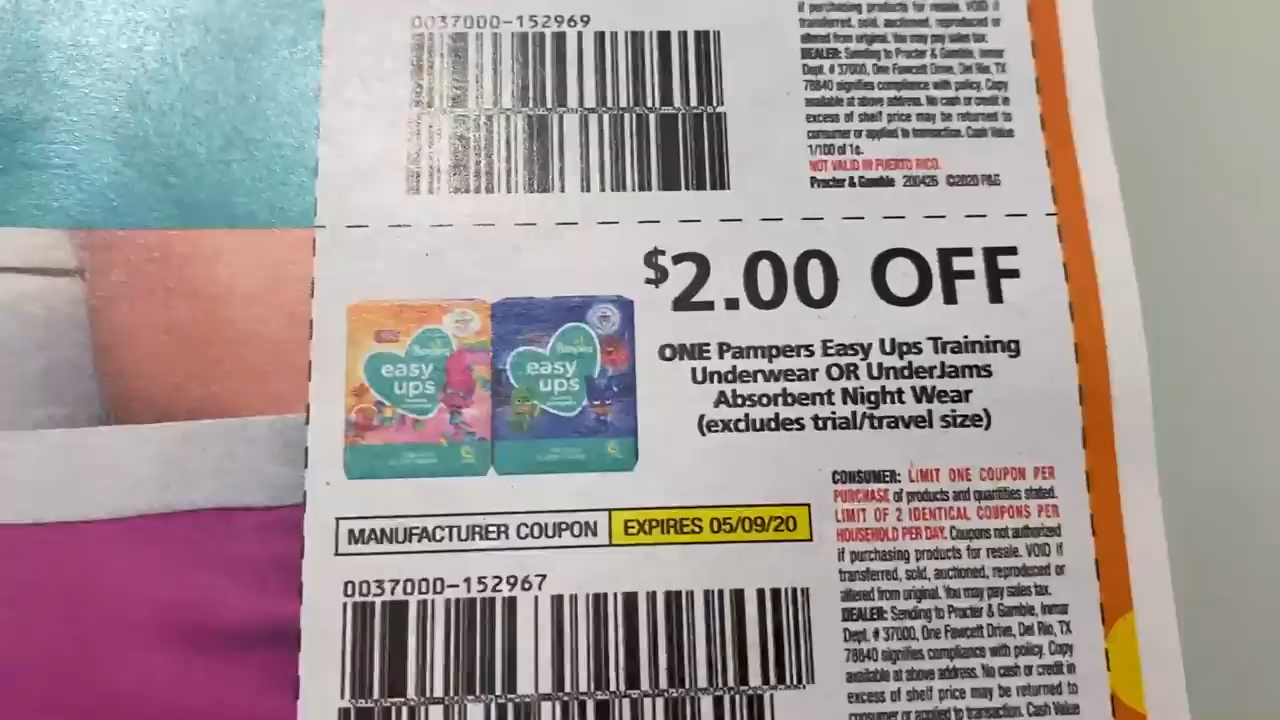 0037000-152969
if purchasing products for resale. VOID if
transferred, sold, auctioned, reproduced or
altered from original. You may pay sales tax.
DEALER: Sending to Procter & Gamble, Inmar
Dept. # 37000, One Fawcett Drive, Del Rio, TX
78840 signifies compliance with policy. Copy
available at above address. No cash or credit in
excess of shelf price may be returned to
consumer or applied to transaction. Cash Value
1/100 of 1¢.
NOT VALID IN PUERTO RICO.
Procter & Gamble 200426 ©2020 P&G
$2.00 OFF
ONE Pampers Easy Ups Training
Underwear OR UnderJams
Absorbent Night Wear
(excludes trial/travel size)
easy
ups
easy
ups
MANUFACTURER COUPON EXPIRES 05/09/20
0037000-152967
CONSUMER: LIMIT ONE COUPON PER
PURCHASE of products and quantities stated.
LIMIT OF 2 IDENTICAL COUPONS PER
HOUSEHOLD PER DAY. Coupons not authorized
if purchasing products for resale. VOID if
transferred, sold, auctioned, reproduced or
altered from original. You may pay sales tax.
DEALER: Sending to Procter & Gamble, Inmar
Dept. # 37000, One Fawcett Drive, Del Rio, TX
78840 signifies compliance with policy. Copy
available at above address. No cash or credit in
excess of shelf price may be returned to
consumer or applied to transaction. Cash Value